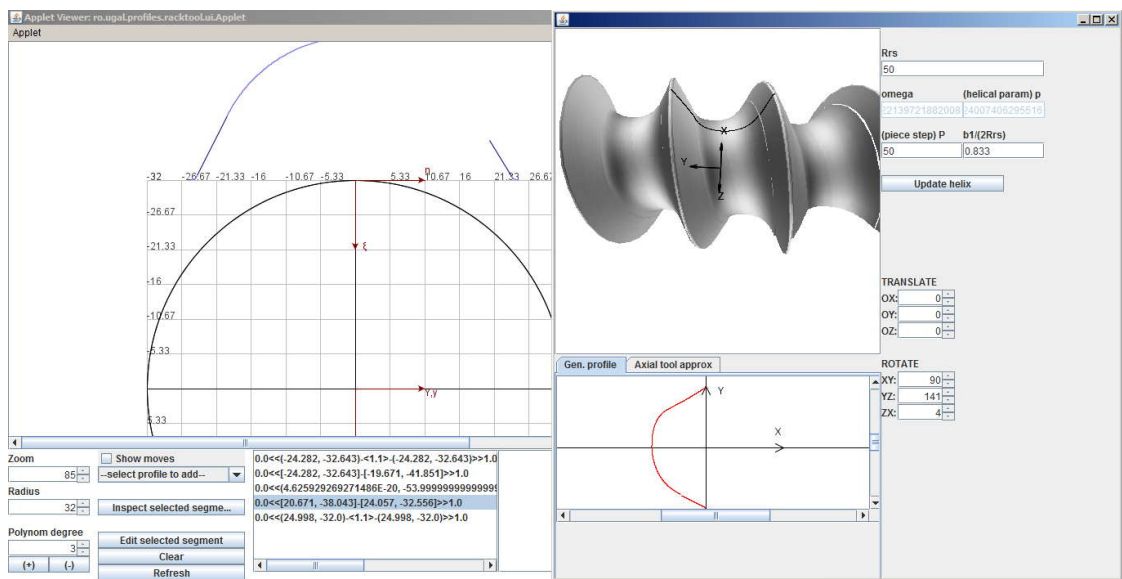 Applet Viewer: ro.ugal.profiles.racktool.ui.Applet
Applet
-32 -26.67 -21.33 -16 -10.67 -5.33 5.33 10.67 16 21.33 26.67
-26.67
-21.33
ξ
-16
-10.67
-5.33
Y,y
5.33
Zoom
85
Show moves
--select profile to add--
Radius
32
Inspect selected segme...
Polynom degree
3
(+) (-)
Edit selected segment
Clear
Refresh
0.0<<(-24.282, -32.643)-<1.1>-(-24.282, -32.643)>>1.0
0.0<<[-24.282, -32.643]-[-19.671, -41.851]>>1.0
0.0<<(4.625929269271486E-20, -53.9999999999999
0.0<<[20.671, -38.043]-[24.057, -32.556]>>1.0
0.0<<(24.998, -32.0)-<1.1>-(24.998, -32.0)>>1.0
X
Y
Z
Rrs
50
omega (helical param) p
22139721882008 24007406295516
(piece step) P b1/(2Rrs)
50 0.833
Update helix
TRANSLATE
OX: 0
OY: 0
OZ: 0
ROTATE
XY: 90
YZ: 141
ZX: 4
Gen. profile Axial tool approx
Y
X